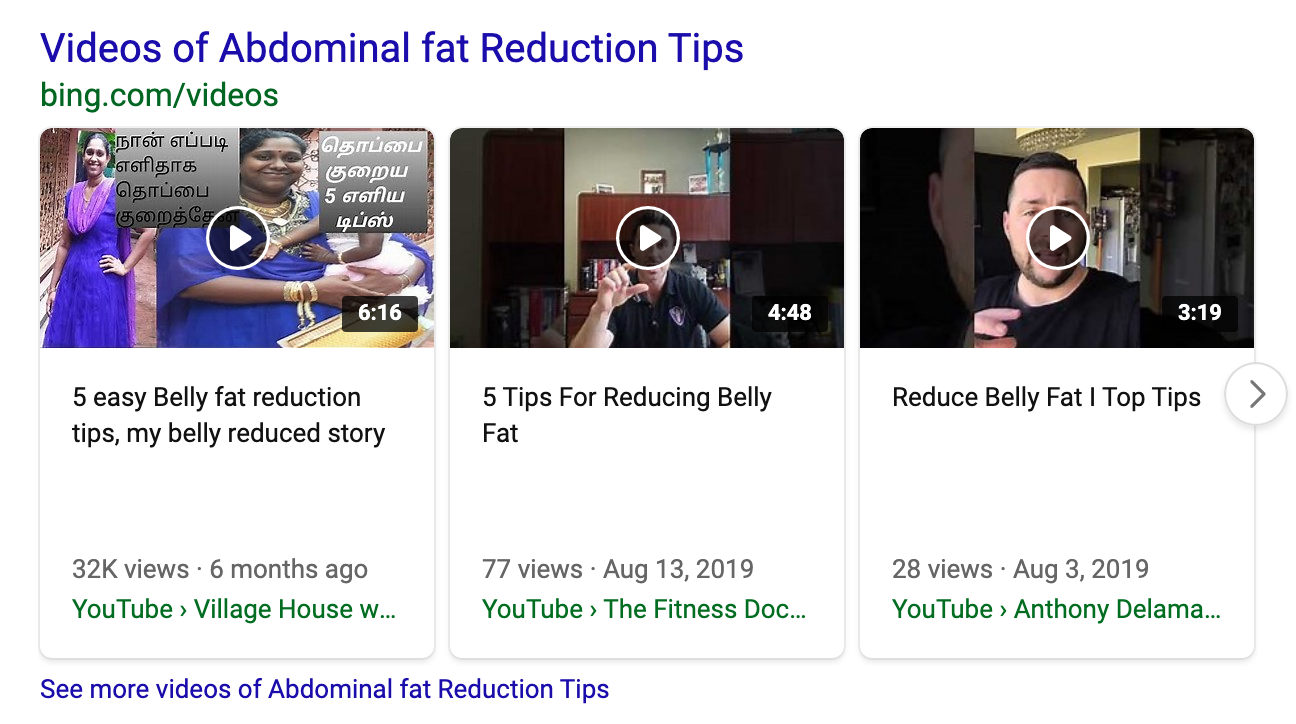 Videos of Abdominal fat Reduction Tips
bing.com/videos
நான் எப்படி
எளிதாக
தொப்பை
குறைத்தேன்
தொப்பை
குறைய
5 எளிய
டிப்ஸ்
6:16
4:48
3:19
5 easy Belly fat reduction
tips, my belly reduced story
5 Tips For Reducing Belly
Fat
Reduce Belly Fat I Top Tips
32K views · 6 months ago
77 views · Aug 13, 2019
28 views · Aug 3, 2019
YouTube › Village House w...
YouTube › The Fitness Doc...
YouTube › Anthony Delama...
See more videos of Abdominal fat Reduction Tips